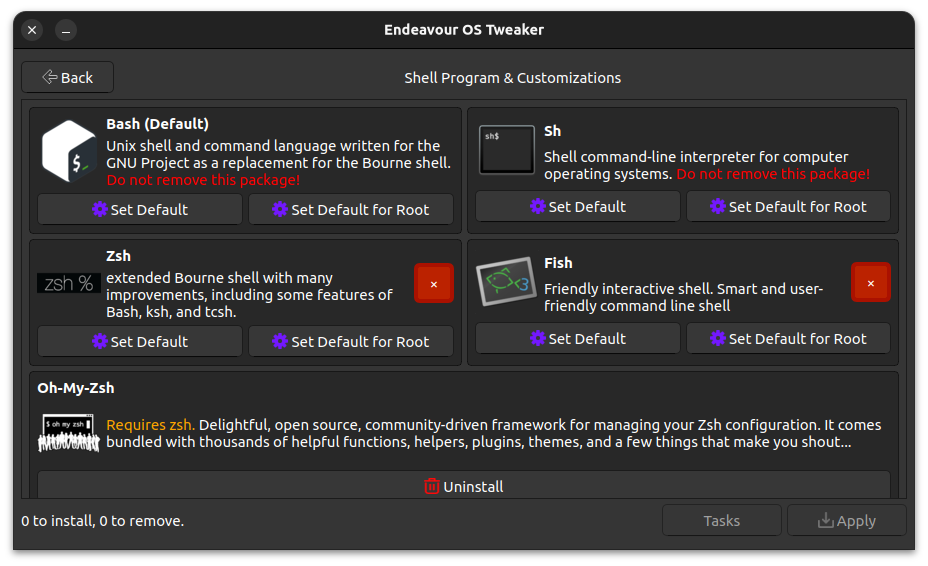 Endeavour OS Tweaker
Back
Shell Program & Customizations
Bash (Default)
Unix shell and command language written for the
GNU Project as a replacement for the Bourne shell.
Do not remove this package!
Set Default
Set Default for Root
sh$
Sh
Shell command-line interpreter for computer
operating systems. Do not remove this package!
Set Default
Set Default for Root
zsh %
Zsh
extended Bourne shell with many
improvements, including some features of
Bash, ksh, and tcsh.
Set Default
Set Default for Root
3
Fish
Friendly interactive shell. Smart and user-
friendly command line shell
Set Default
Set Default for Root
Oh-My-Zsh
$ oh my zsh
Requires zsh. Delightful, open source, community-driven framework for managing your Zsh configuration. It comes
bundled with thousands of helpful functions, helpers, plugins, themes, and a few things that make you shout...
Uninstall
0 to install, 0 to remove.
Tasks
Apply